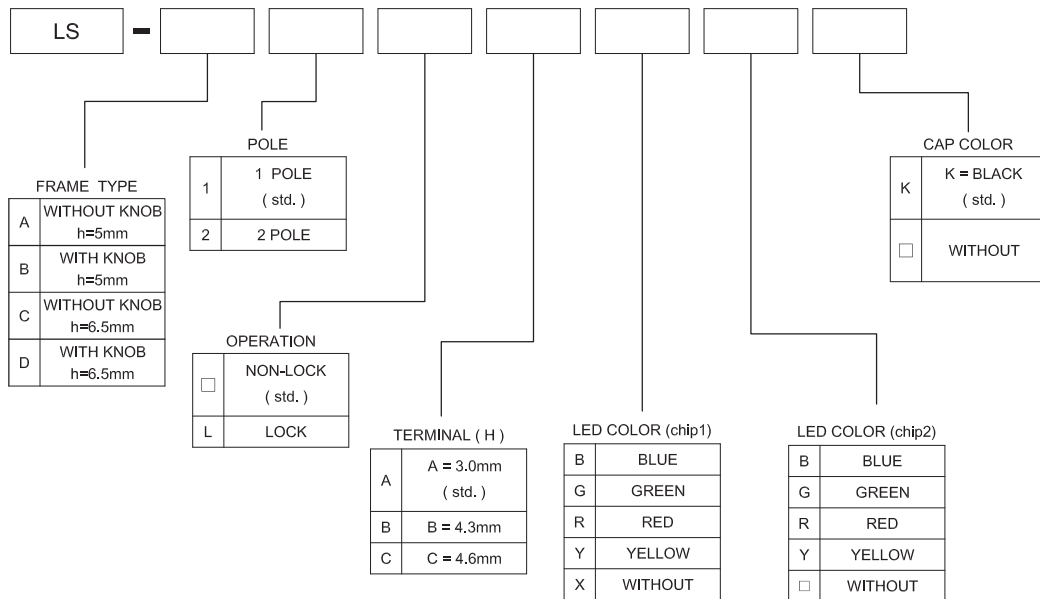 LS -
POLE
1 1 POLE
( std. )
2 2 POLE
CAP COLOR
K K = BLACK
( std. )
□ WITHOUT
FRAME TYPE
A WITHOUT KNOB
h=5mm
B WITH KNOB
h=5mm
C WITHOUT KNOB
h=6.5mm
D WITH KNOB
h=6.5mm
OPERATION
□ NON-LOCK
( std. )
L LOCK
TERMINAL ( H )
A A = 3.0mm
( std. )
B B = 4.3mm
C C = 4.6mm
LED COLOR (chip1)
B BLUE
G GREEN
R RED
Y YELLOW
X WITHOUT
LED COLOR (chip2)
B BLUE
G GREEN
R RED
Y YELLOW
□ WITHOUT